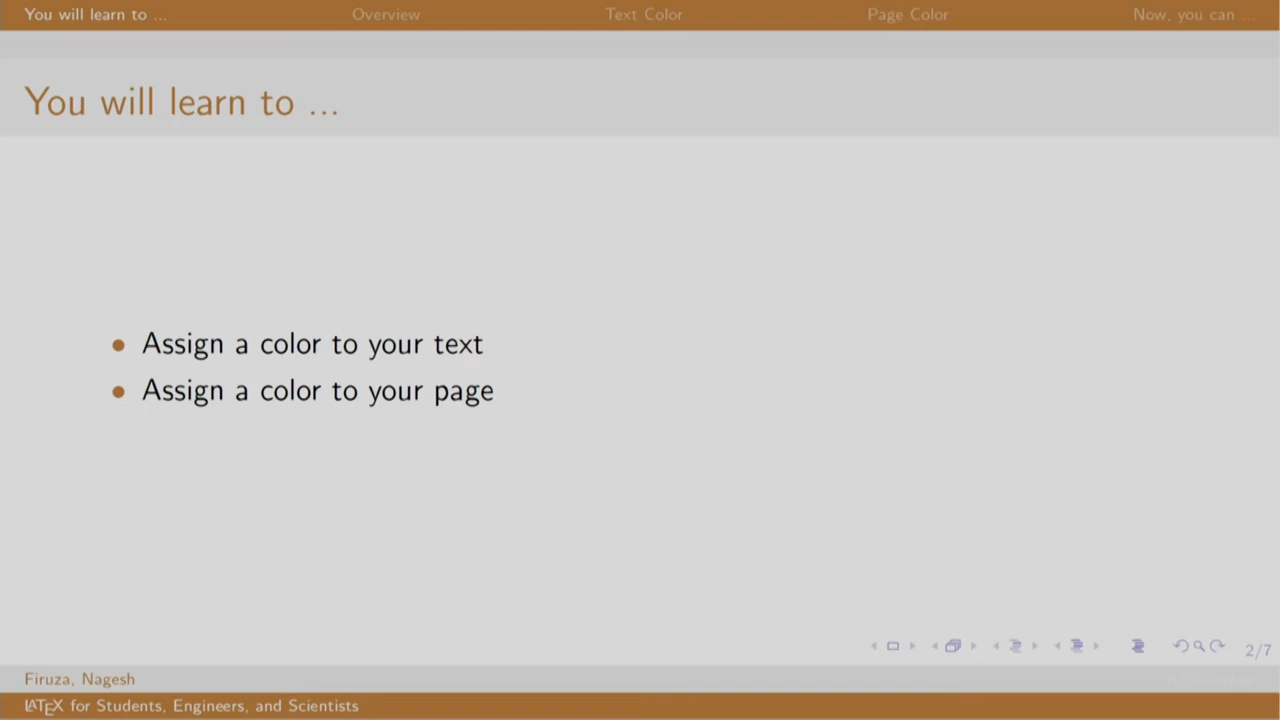 You will learn to ... Overview Text Color Page Color Now, you can ...
You will learn to ...
Assign a color to your text
Assign a color to your page
2/7
Firuza, Nagesh
LATEX for Students, Engineers, and Scientists